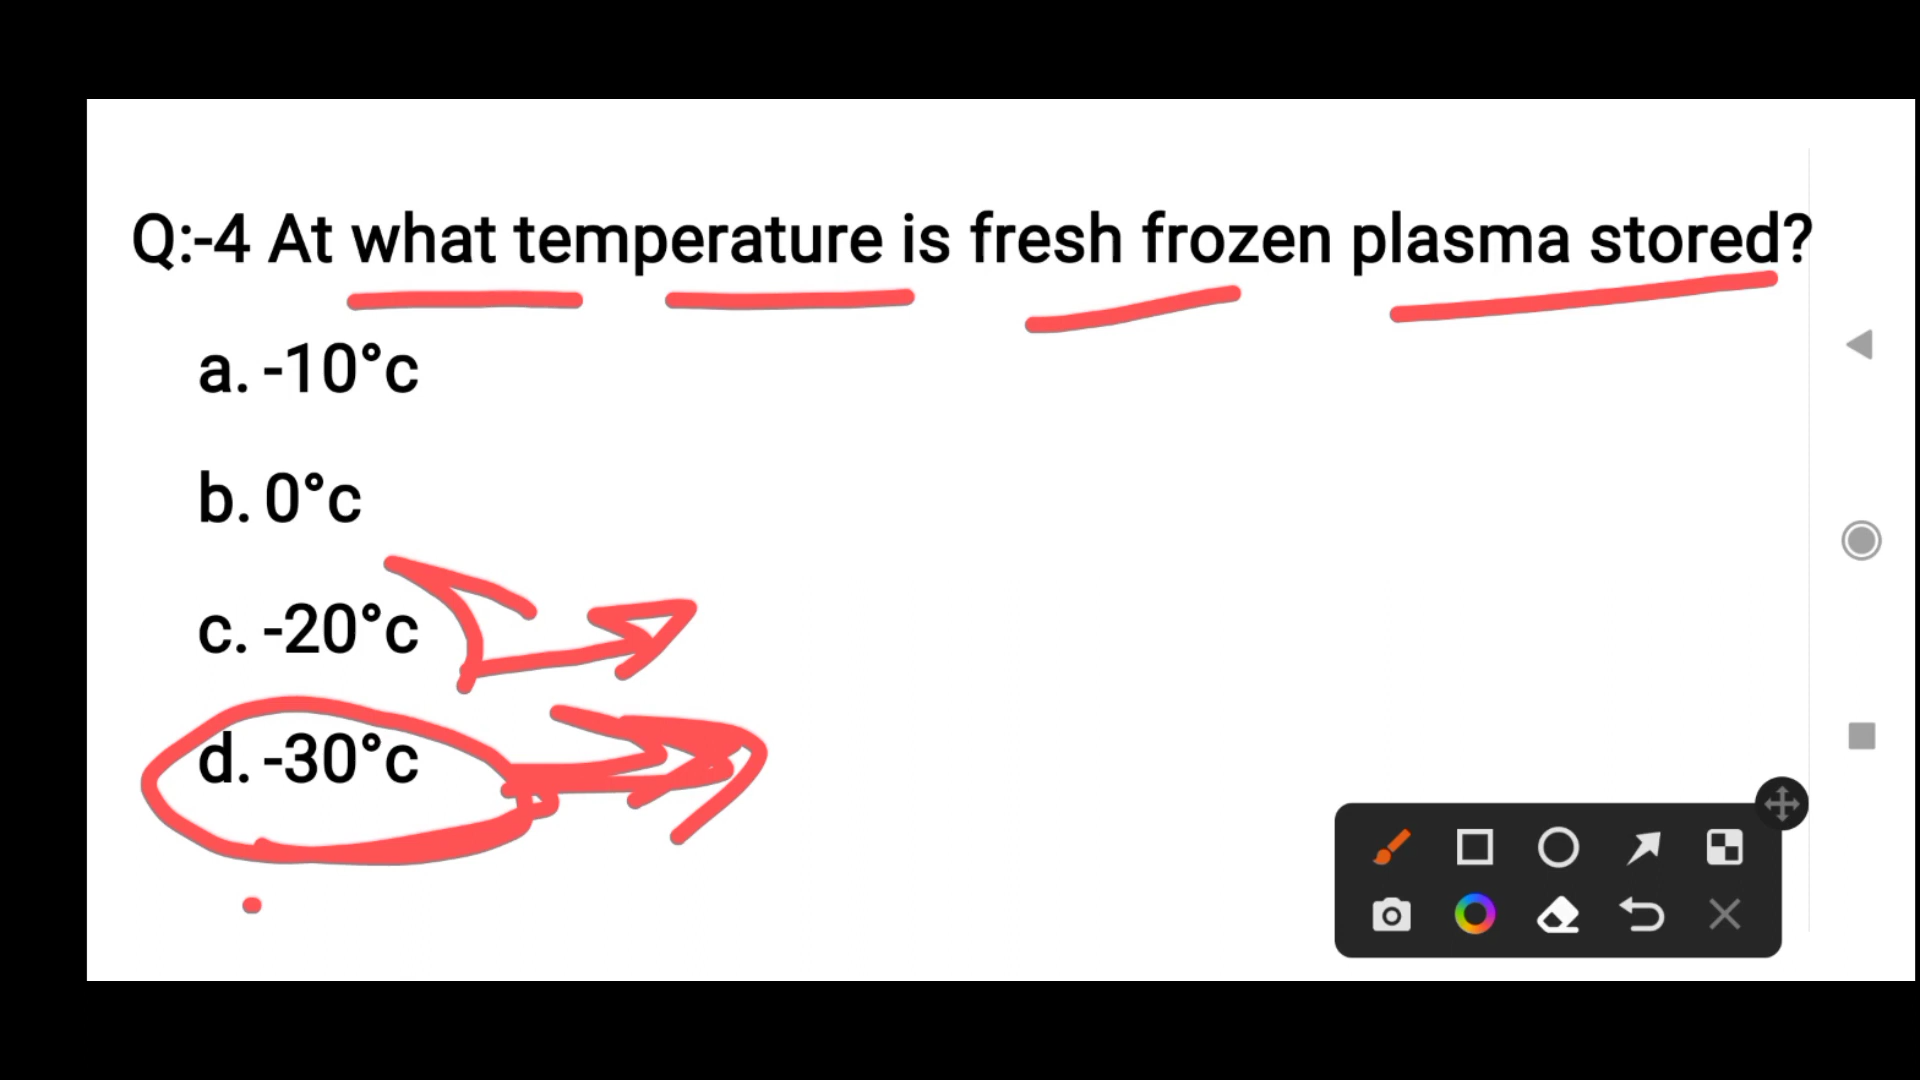 Q:-4 At what temperature is fresh frozen plasma stored?
a. -10°c
b. 0°c
c. -20°c
d. -30°c